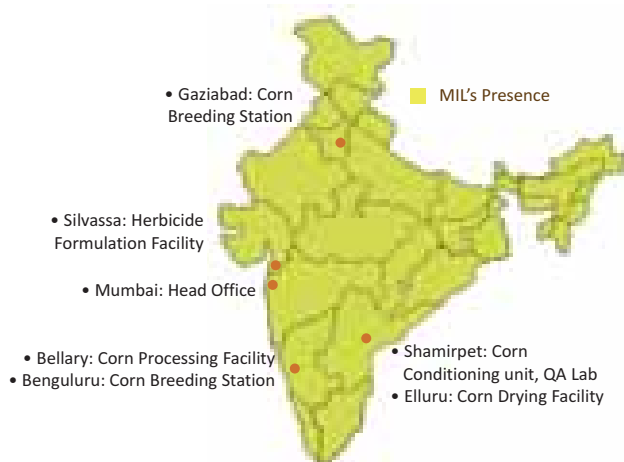 • Gaziabad: Corn
Breeding Station
MIL's Presence
• Silvassa: Herbicide
Formulation Facility
• Mumbai: Head Office
• Bellary: Corn Processing Facility
• Benguluru: Corn Breeding Station
• Shamirpet: Corn
Conditioning unit, QA Lab
• Elluru: Corn Drying Facility